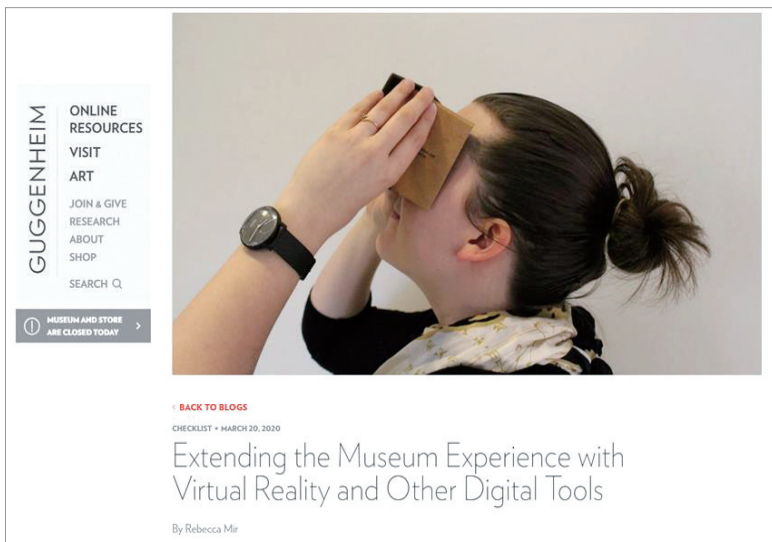 GUGGENHEIM
ONLINE
RESOURCES
VISIT
ART
JOIN & GIVE
RESEARCH
ABOUT
SHOP
SEARCH
MUSEUM AND STORE
ARE CLOSED TODAY
BACK TO BLOGS
CHECKLIST • MARCH 20, 2020
Extending the Museum Experience with
Virtual Reality and Other Digital Tools
By Rebecca Mir